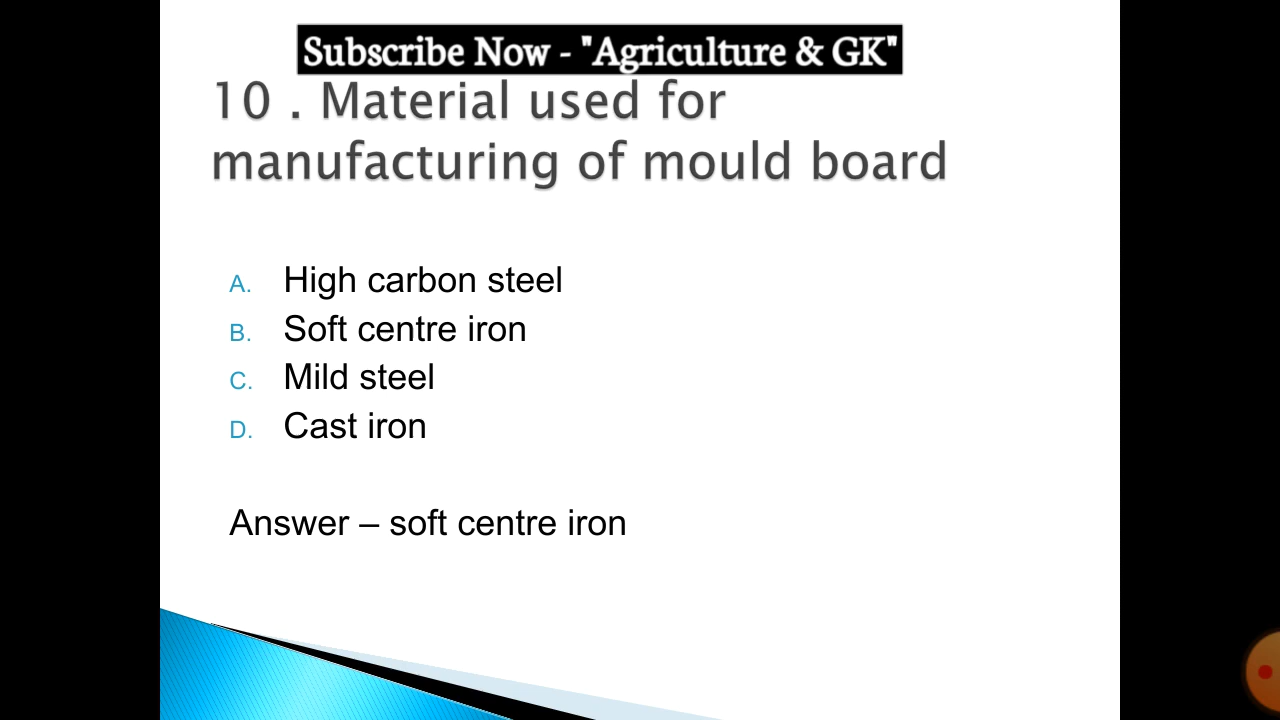 Subscribe Now - "Agriculture & GK"
10 . Material used for
manufacturing of mould board
A. High carbon steel
B. Soft centre iron
C. Mild steel
D. Cast iron
Answer – soft centre iron